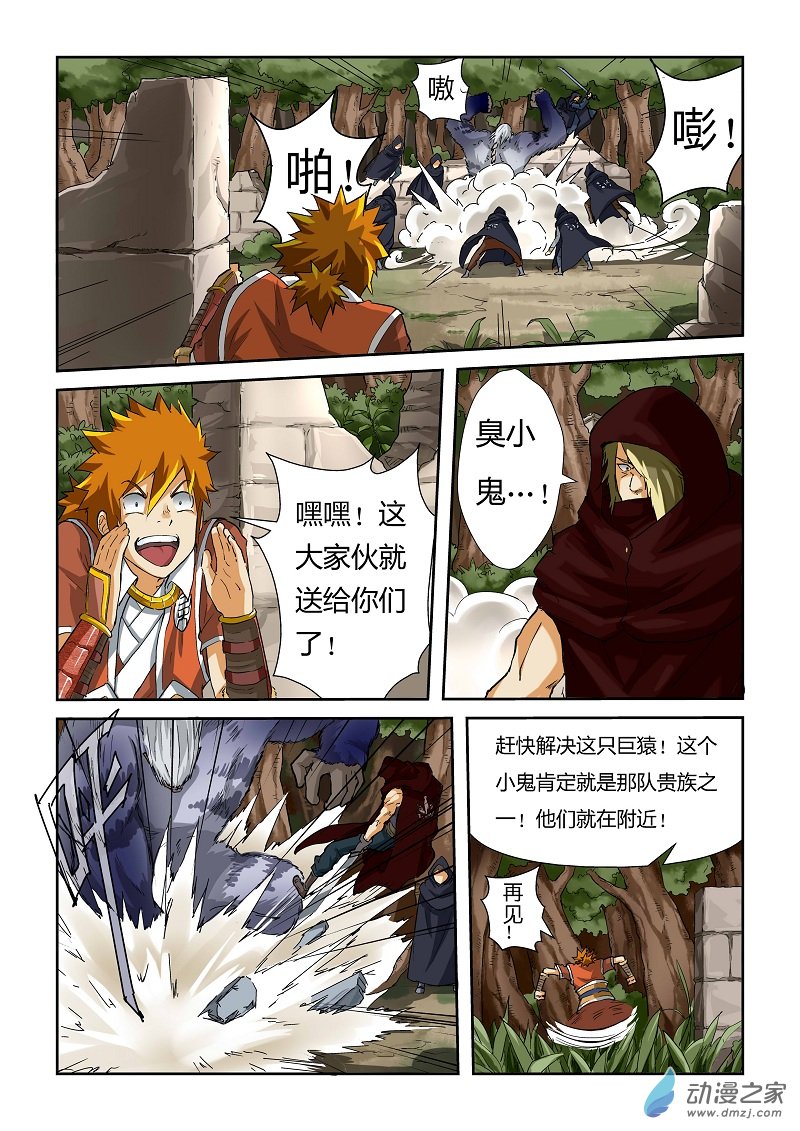 嗷
嘭！
啪！
嘿嘿！这
大家伙就
送给你们
了！
臭小
鬼…！
赶快解决这只巨猿！这个
小鬼肯定就是那队贵族之
一！他们就在附近！
再
见！
动漫之家
www.dmzj.com